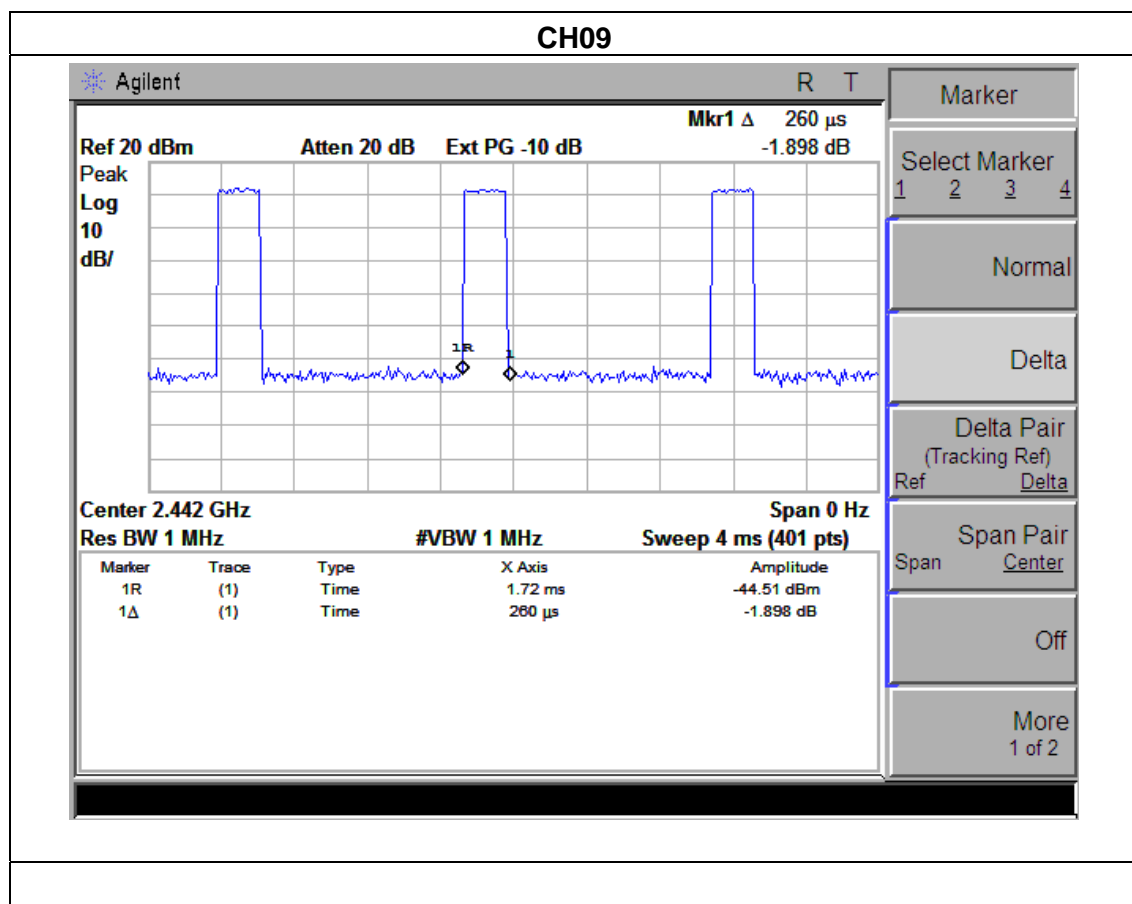 CH09
Agilent R T
Mkr1 Δ 260 µs
Ref 20 dBm Atten 20 dB Ext PG -10 dB -1.898 dB
Peak
Log
10
dB/
1R 1
Center 2.442 GHz Span 0 Hz
Res BW 1 MHz #VBW 1 MHz Sweep 4 ms (401 pts)
Marker Trace Type X Axis Amplitude
1R (1) Time 1.72 ms -44.51 dBm
1Δ (1) Time 260 µs -1.898 dB
Marker
Select Marker
1 2 3 4
Normal
Delta
Delta Pair
(Tracking Ref)
Ref Delta
Span Pair
Span Center
Off
More
1 of 2